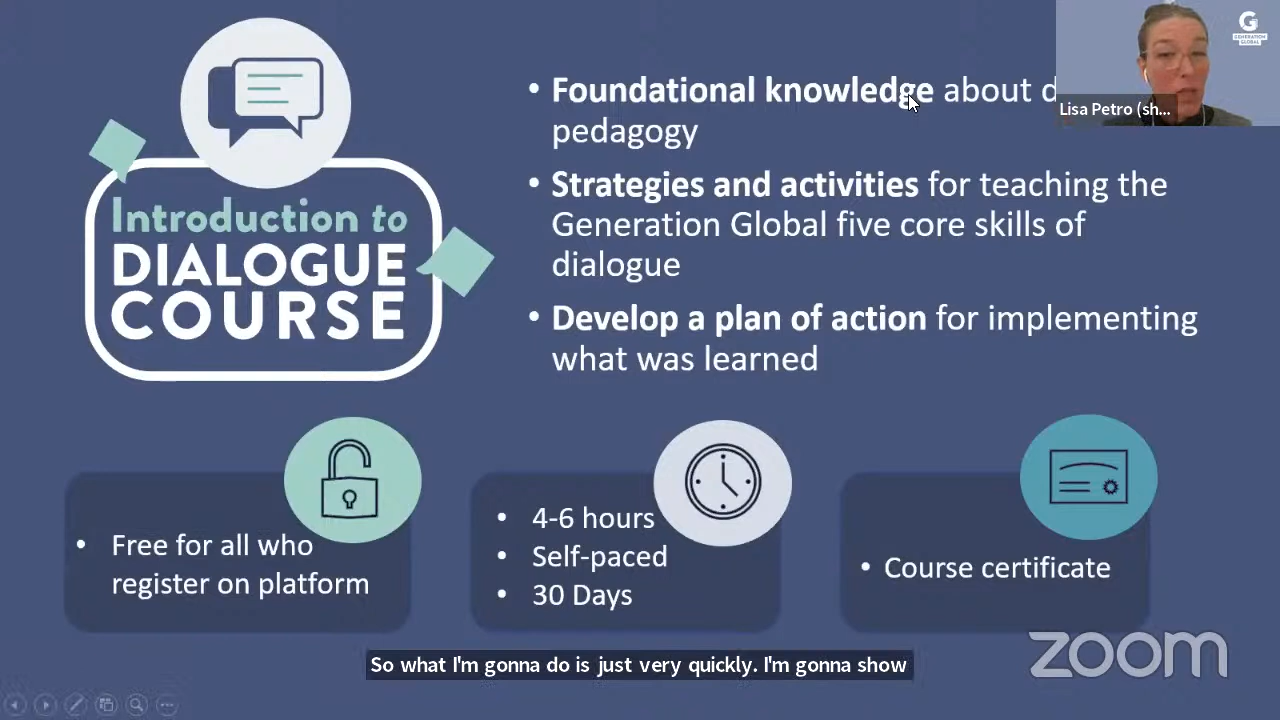 G
GENERATION
GLOBAL
Lisa Petro (sh...
Introduction to
DIALOGUE
COURSE
• Foundational knowledge about d
pedagogy
• Strategies and activities for teaching the
Generation Global five core skills of
dialogue
• Develop a plan of action for implementing
what was learned
• Free for all who
register on platform
• 4-6 hours
• Self-paced
• 30 Days
• Course certificate
zoom
So what I'm gonna do is just very quickly. I'm gonna show